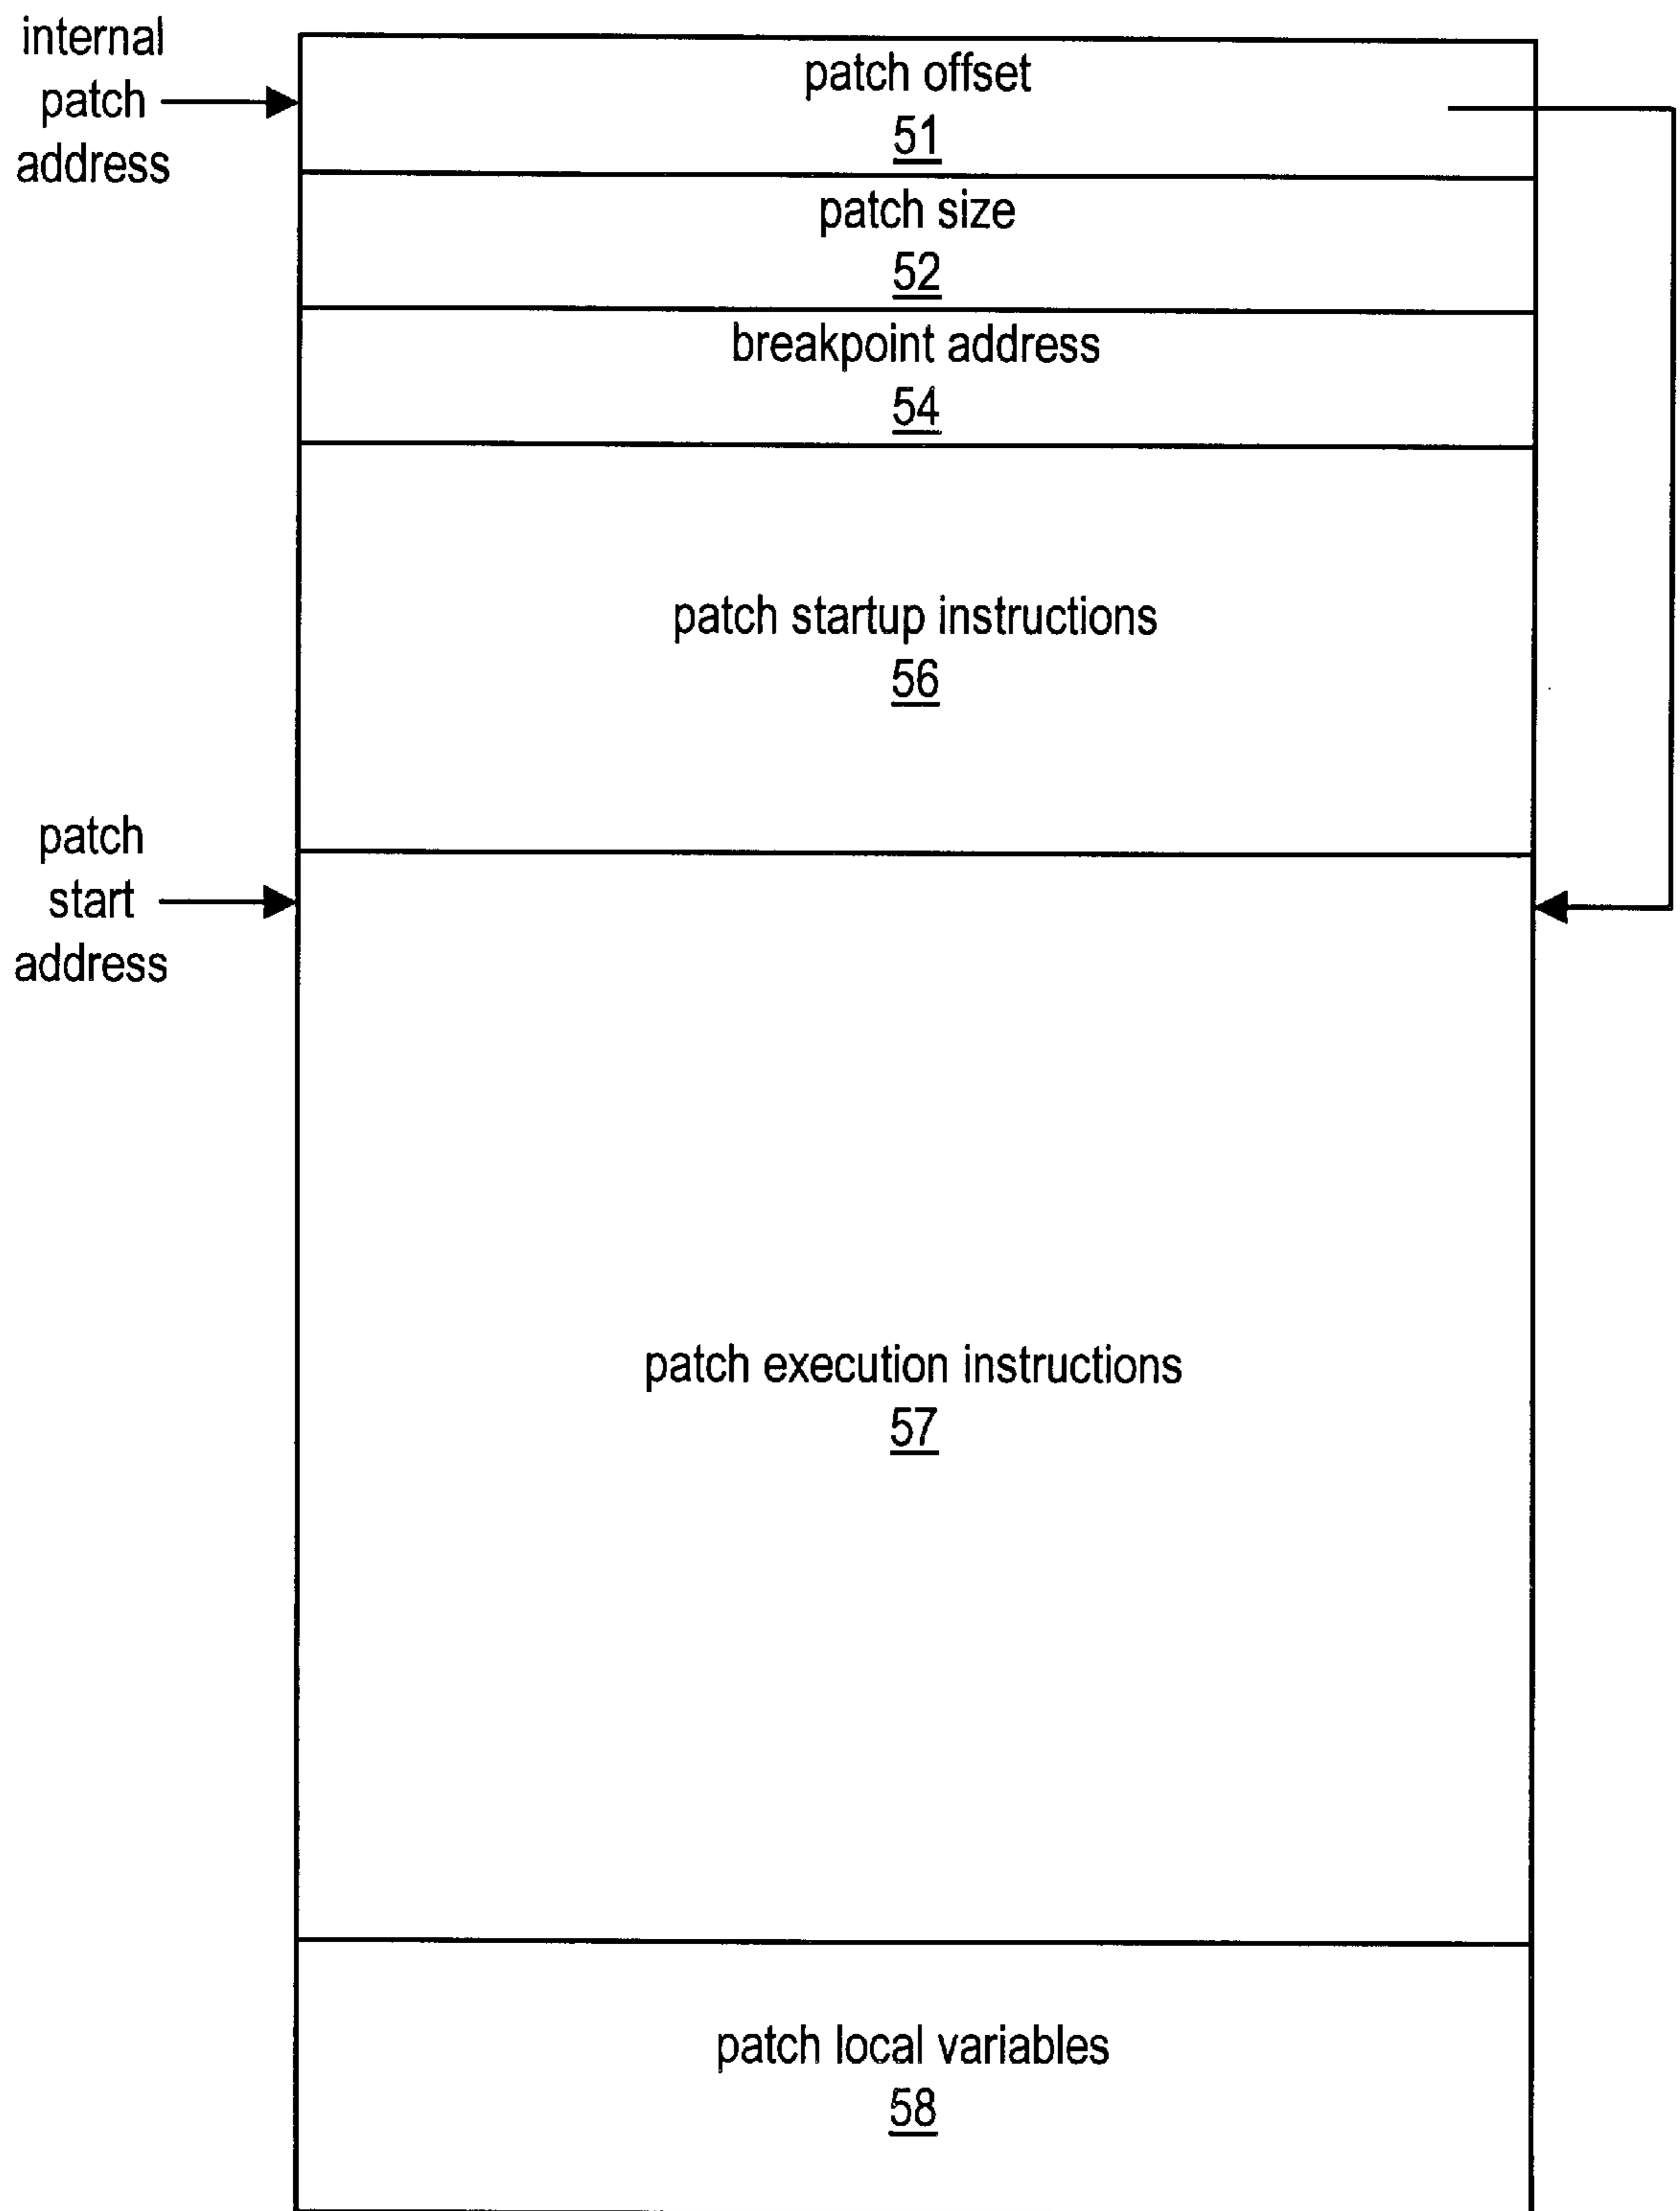 internal
patch
address
patch offset
51
patch size
52
breakpoint address
54
patch startup instructions
56
patch
start
address
patch execution instructions
57
patch local variables
58